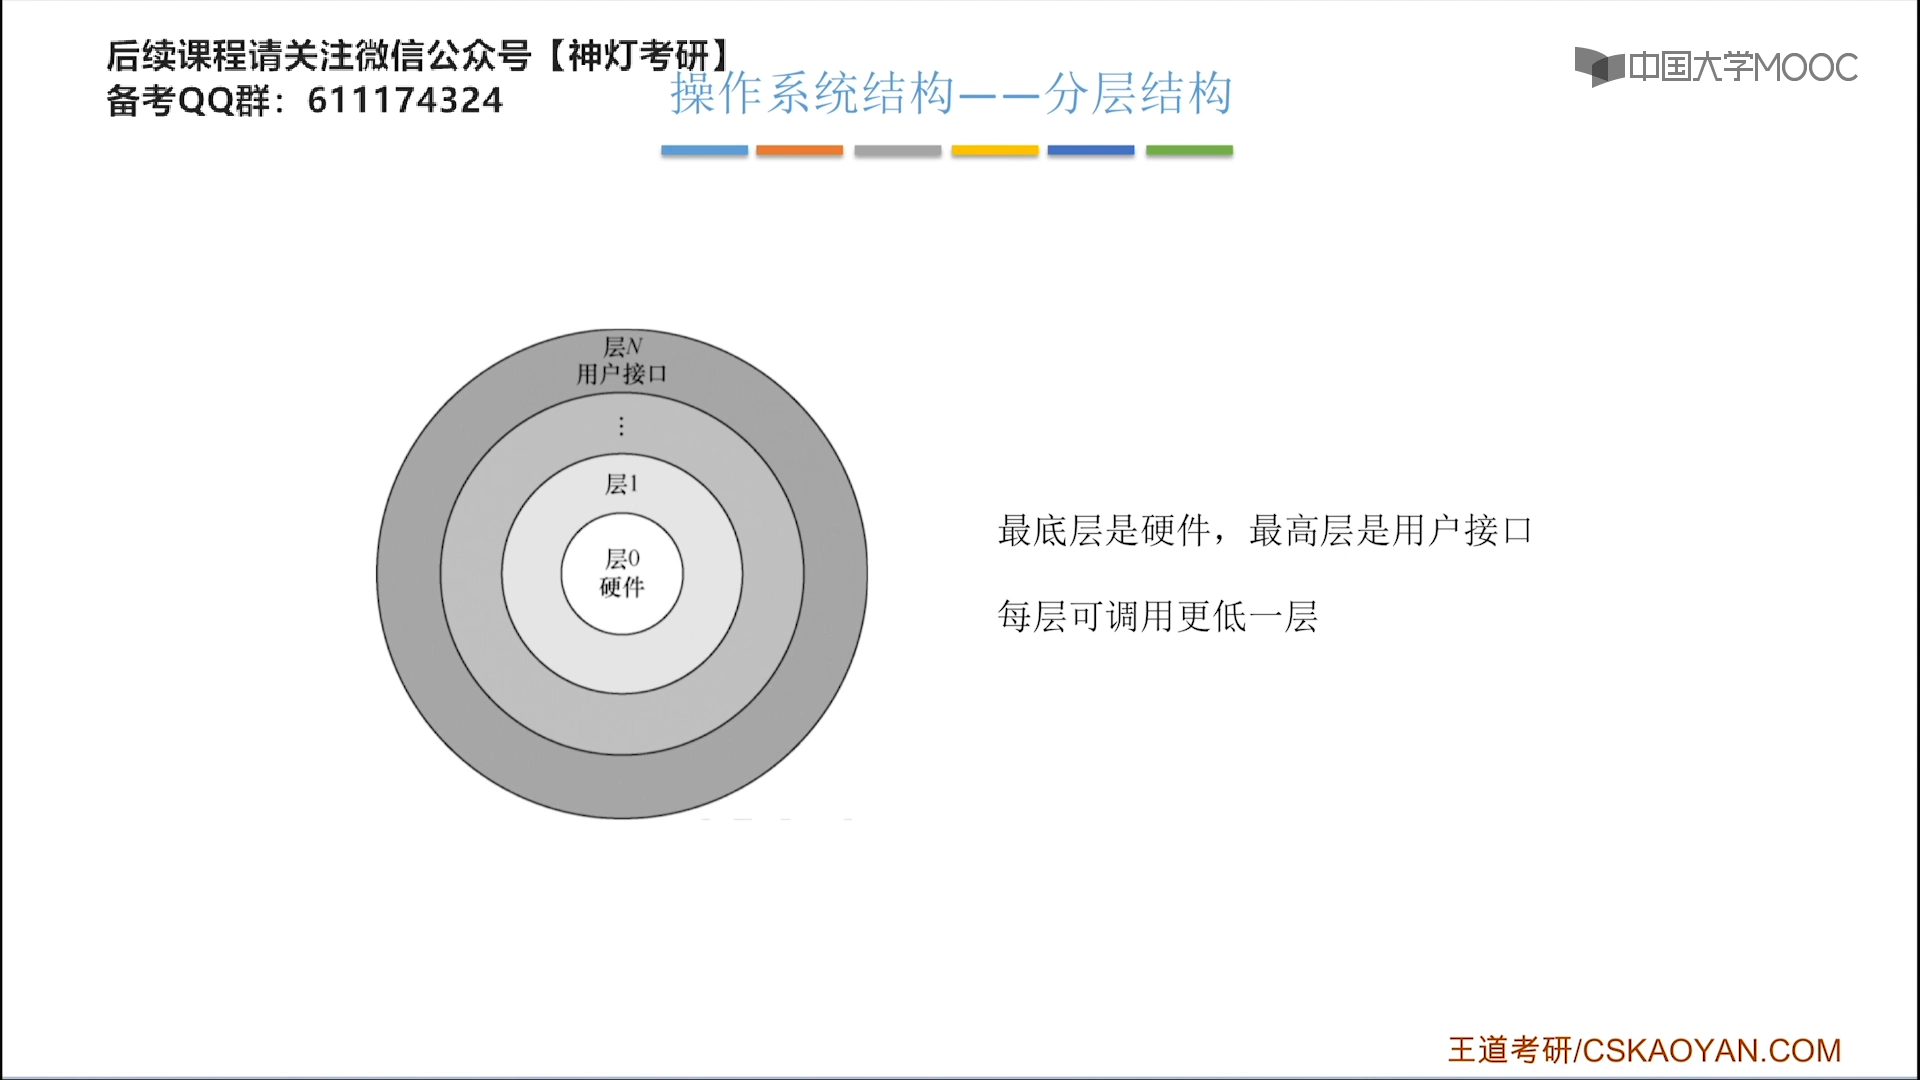 后续课程请关注微信公众号【神灯考研】
备考QQ群：611174324
操作系统结构——分层结构
中国大学MOOC
层N
用户接口
⋮
层1
层0
硬件
最底层是硬件，最高层是用户接口
每层可调用更低一层
王道考研/CSKAOYAN.COM